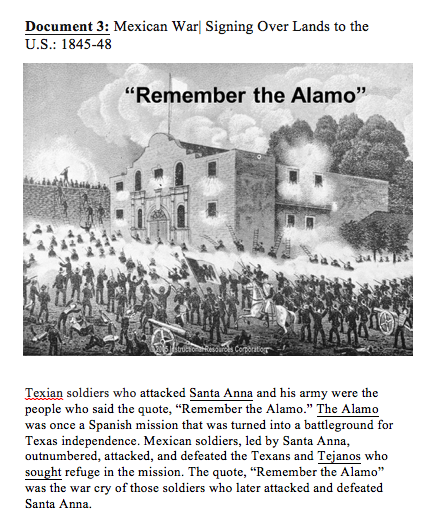 Document 3: Mexican War| Signing Over Lands to the
U.S.: 1845-48
“Remember the Alamo”
© 2015 Instructional Resources Corporation
Texian soldiers who attacked Santa Anna and his army were the
people who said the quote, “Remember the Alamo.” The Alamo
was once a Spanish mission that was turned into a battleground for
Texas independence. Mexican soldiers, led by Santa Anna,
outnumbered, attacked, and defeated the Texans and Tejanos who
sought refuge in the mission. The quote, “Remember the Alamo”
was the war cry of those soldiers who later attacked and defeated
Santa Anna.